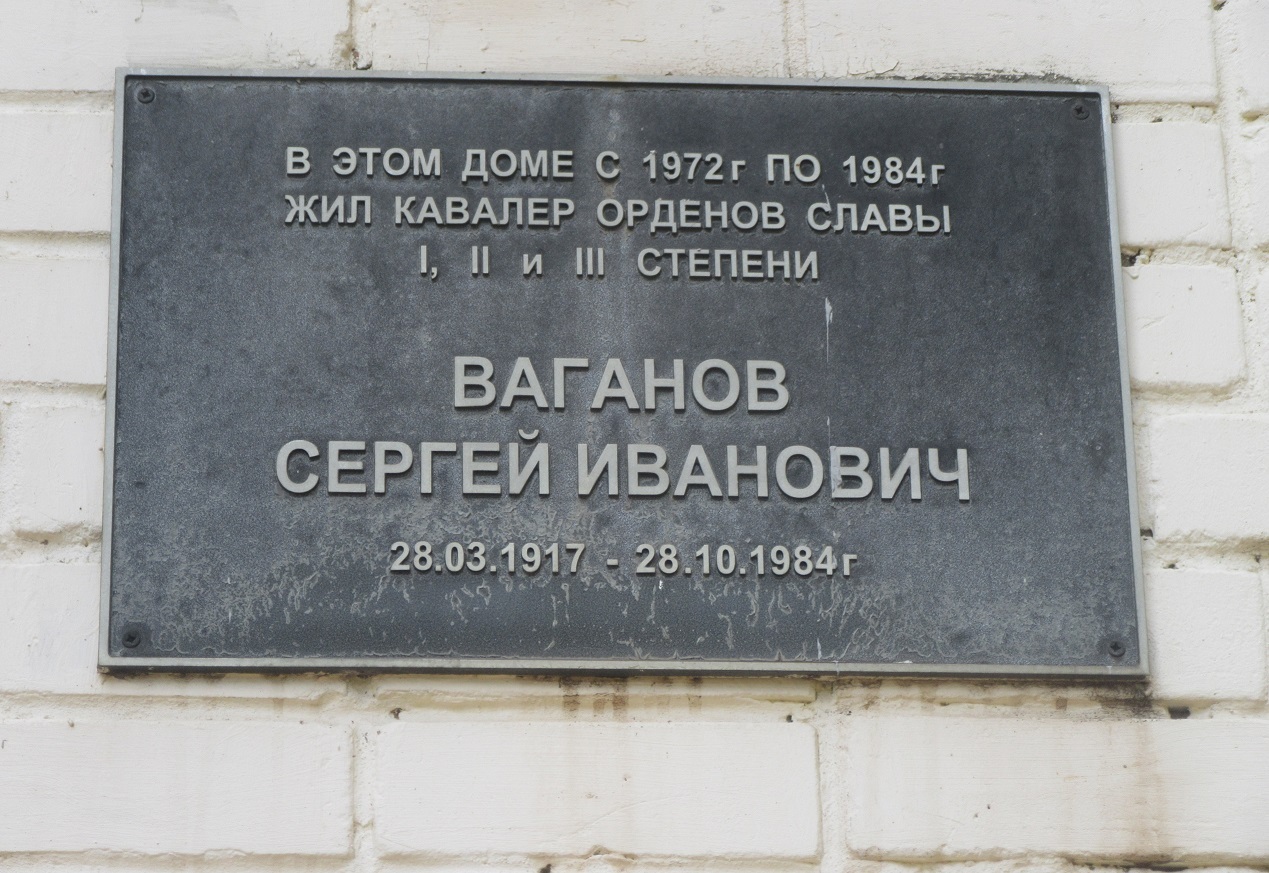 В ЭТОМ ДОМЕ С 1972г ПО 1984г
ЖИЛ КАВАЛЕР ОРДЕНОВ СЛАВЫ
I, II и III СТЕПЕНИ
ВАГАНОВ
СЕРГЕЙ ИВАНОВИЧ
28.03.1917 - 28.10.1984г